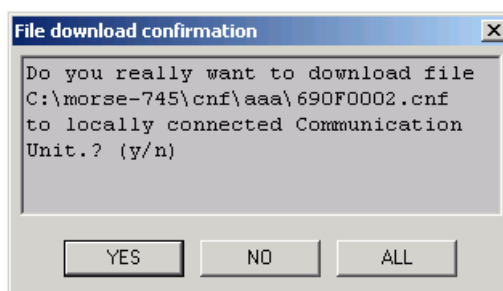 File download confirmation
Do you really want to download file
C:\morse-745\cnf\aaa\690F0002.cnf
to locally connected Communication
Unit.? (y/n)
YES NO ALL